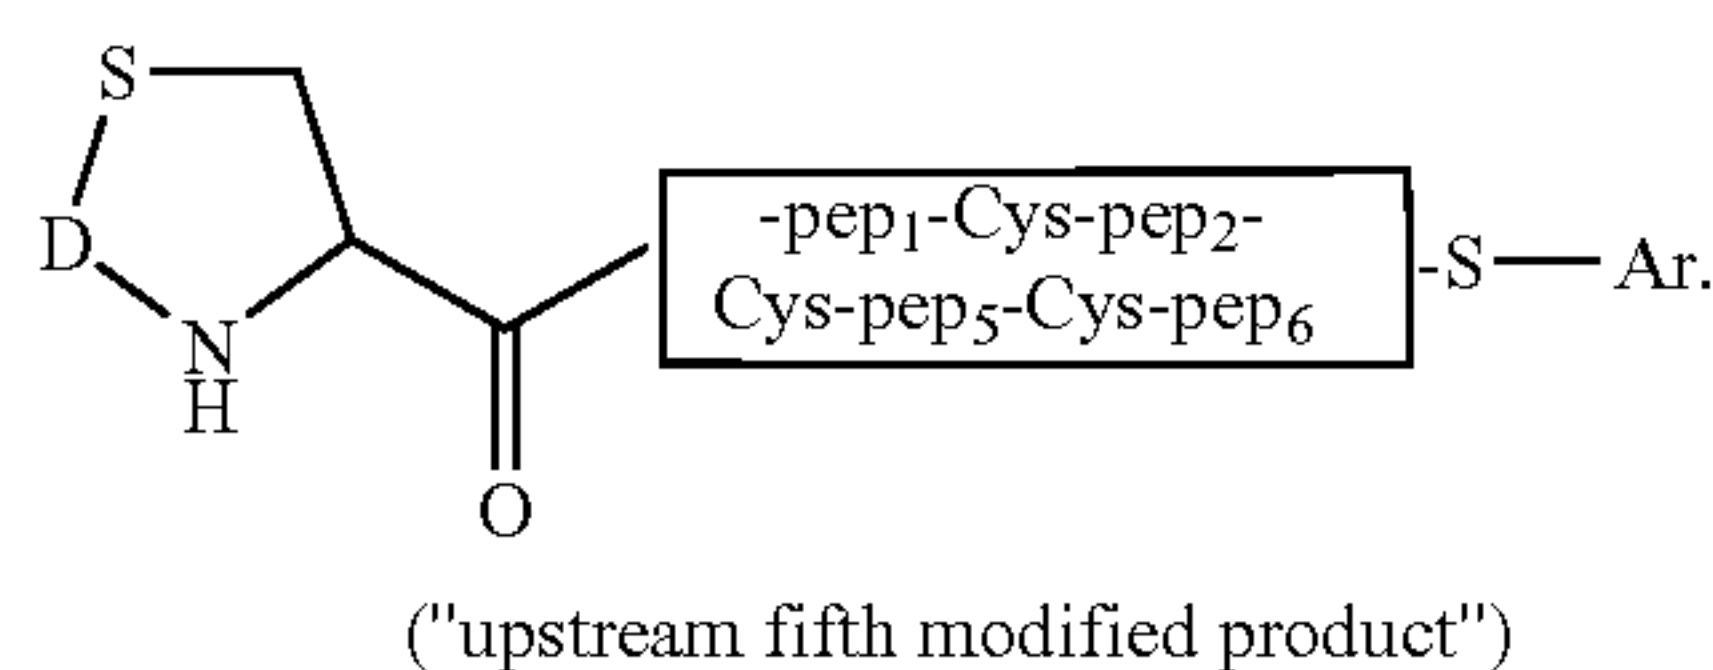 S
D
N
H
O
-pep₁-Cys-pep₂-
Cys-pep₅-Cys-pep₆
-S—Ar.
("upstream fifth modified product")